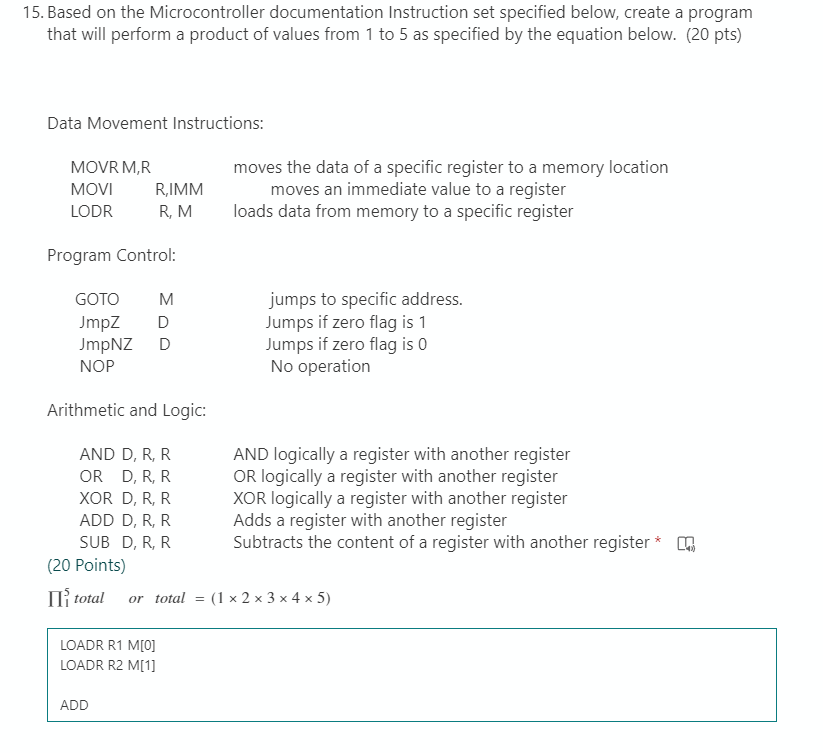 15. Based on the Microcontroller documentation Instruction set specified below, create a program
that will perform a product of values from 1 to 5 as specified by the equation below. (20 pts)
Data Movement Instructions:
MOVR M,R moves the data of a specific register to a memory location
MOVI R,IMM moves an immediate value to a register
LODR R, M loads data from memory to a specific register
Program Control:
GOTO M jumps to specific address.
JmpZ D Jumps if zero flag is 1
JmpNZ D Jumps if zero flag is 0
NOP No operation
Arithmetic and Logic:
AND D, R, R AND logically a register with another register
OR D, R, R OR logically a register with another register
XOR D, R, R XOR logically a register with another register
ADD D, R, R Adds a register with another register
SUB D, R, R Subtracts the content of a register with another register *
(20 Points)
∏₁⁵ total or total = (1 × 2 × 3 × 4 × 5)
LOADR R1 M[0]
LOADR R2 M[1]
ADD